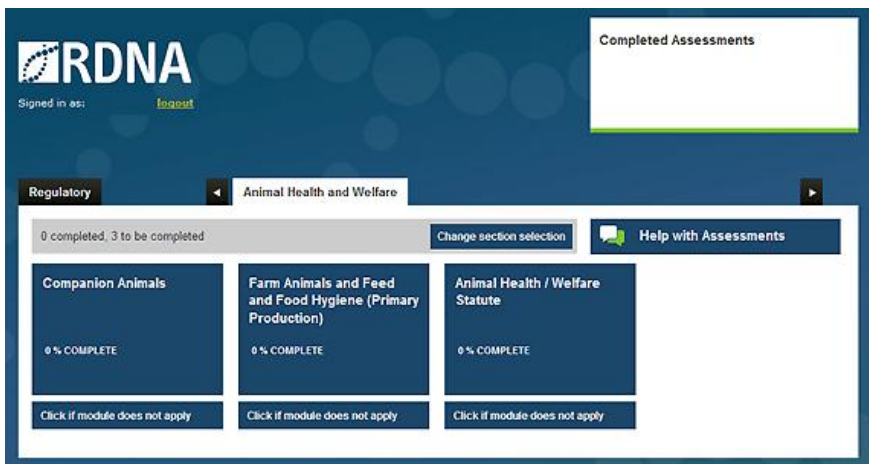 RDNA
Signed in as: logout
Completed Assessments
Regulatory
◄ Animal Health and Welfare ►
0 completed, 3 to be completed
Change section selection
Help with Assessments
Companion Animals
0 % COMPLETE
Click if module does not apply
Farm Animals and Feed
and Food Hygiene (Primary
Production)
0 % COMPLETE
Click if module does not apply
Animal Health / Welfare
Statute
0 % COMPLETE
Click if module does not apply